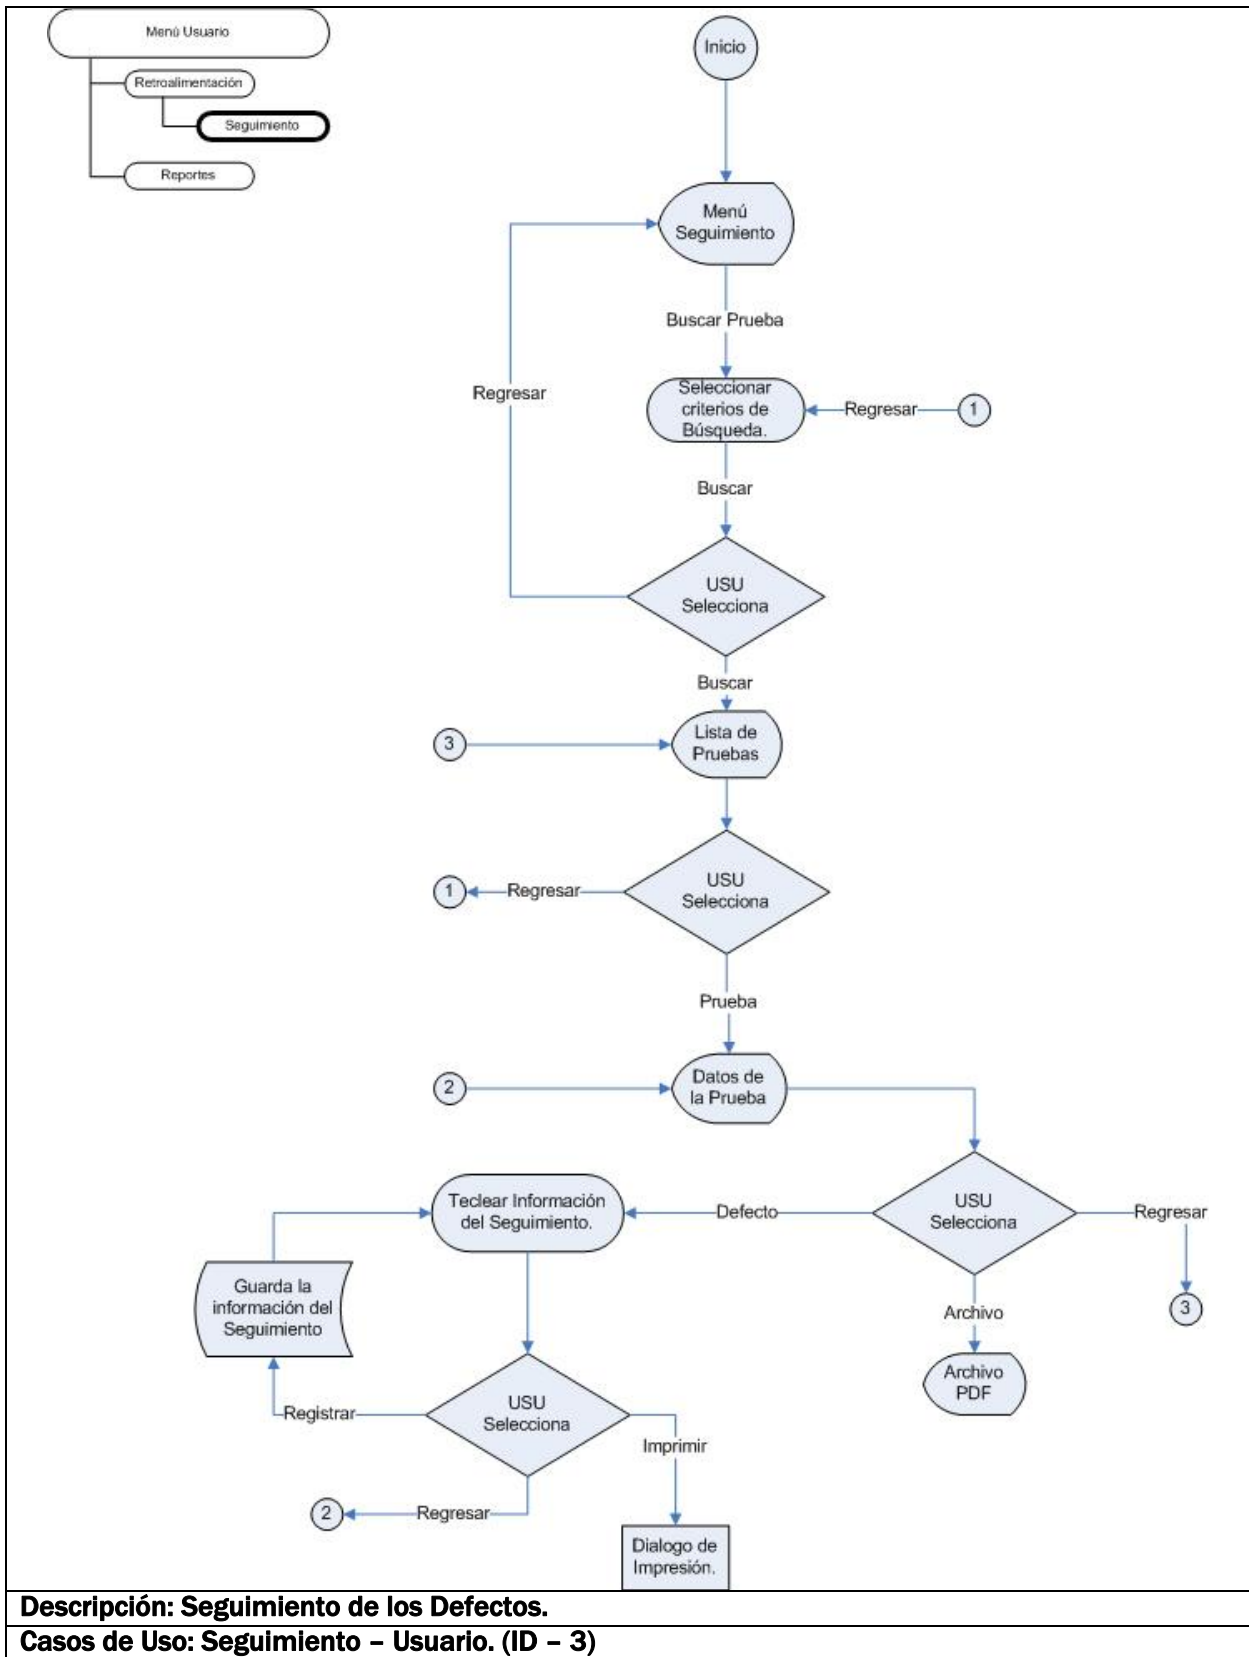 Menú Usuario
Retroalimentación
Seguimiento
Reportes
Inicio
Menú
Seguimiento
Buscar Prueba
Regresar
Seleccionar
criterios de
Búsqueda.
Regresar
1
Buscar
USU
Selecciona
Buscar
3
Lista de
Pruebas
1
Regresar
USU
Selecciona
Prueba
2
Datos de
la Prueba
Teclear Información
del Seguimiento.
Defecto
USU
Selecciona
Regresar
Guarda la
información del
Seguimiento
Archivo
3
Archivo
PDF
Registrar
USU
Selecciona
Imprimir
2
Regresar
Dialogo de
Impresión.
Descripción: Seguimiento de los Defectos.
Casos de Uso: Seguimiento – Usuario. (ID – 3)